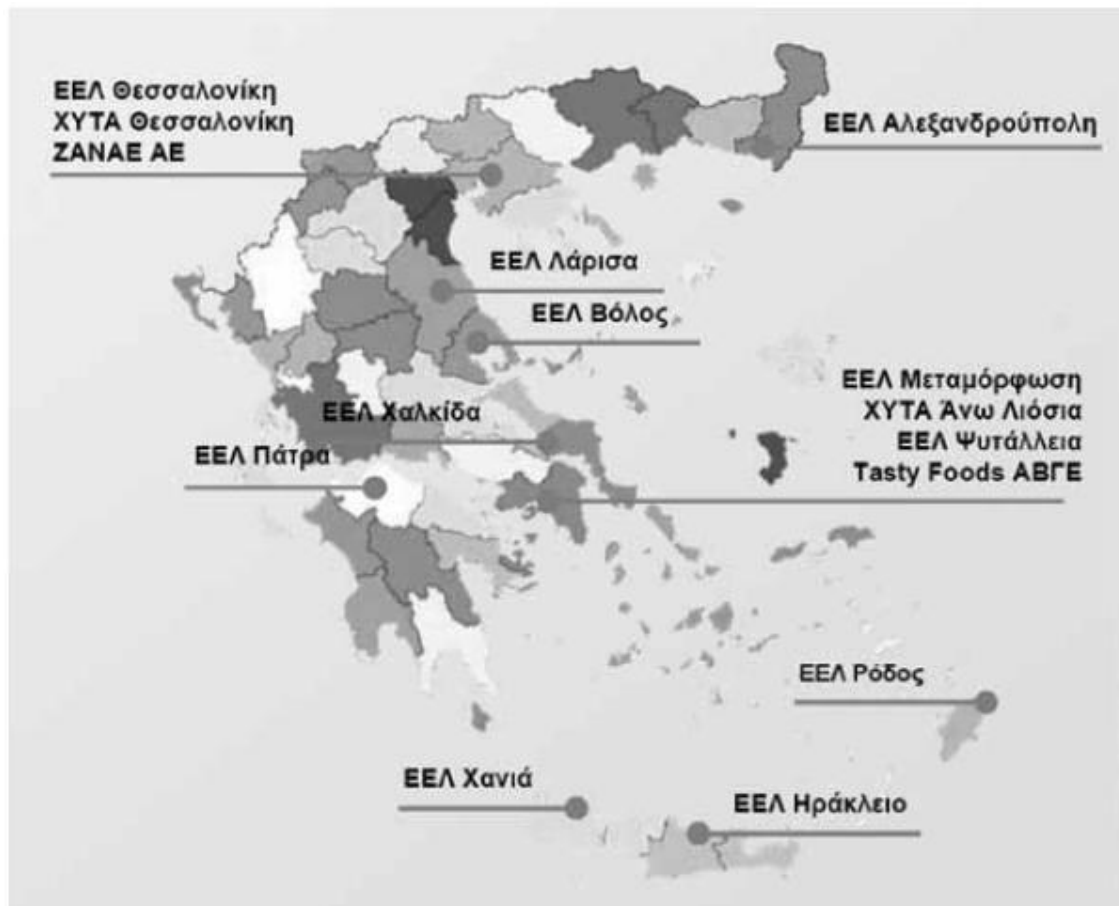 ΕΕΛ Θεσσαλονίκη
ΧΥΤΑ Θεσσαλονίκη
ΖΑΝΑΕ ΑΕ
ΕΕΛ Αλεξανδρούπολη
ΕΕΛ Λάρισα
ΕΕΛ Βόλος
ΕΕΛ Μεταμόρφωση
ΧΥΤΑ Άνω Λιόσια
ΕΕΛ Ψυτάλλεια
Tasty Foods ΑΒΓΕ
ΕΕΛ Χαλκίδα
ΕΕΛ Πάτρα
ΕΕΛ Ρόδος
ΕΕΛ Χανιά
ΕΕΛ Ηράκλειο